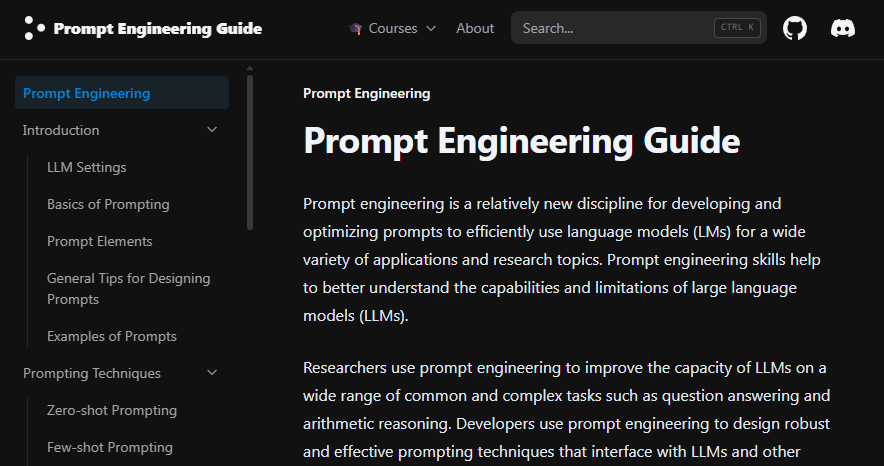 Prompt Engineering Guide
Courses
About
Search...
CTRL K
Prompt Engineering
Introduction
LLM Settings
Basics of Prompting
Prompt Elements
General Tips for Designing
Prompts
Examples of Prompts
Prompting Techniques
Zero-shot Prompting
Few-shot Prompting
Prompt Engineering
Prompt Engineering Guide
Prompt engineering is a relatively new discipline for developing and
optimizing prompts to efficiently use language models (LMs) for a wide
variety of applications and research topics. Prompt engineering skills help
to better understand the capabilities and limitations of large language
models (LLMs).
Researchers use prompt engineering to improve the capacity of LLMs on a
wide range of common and complex tasks such as question answering and
arithmetic reasoning. Developers use prompt engineering to design robust
and effective prompting techniques that interface with LLMs and other